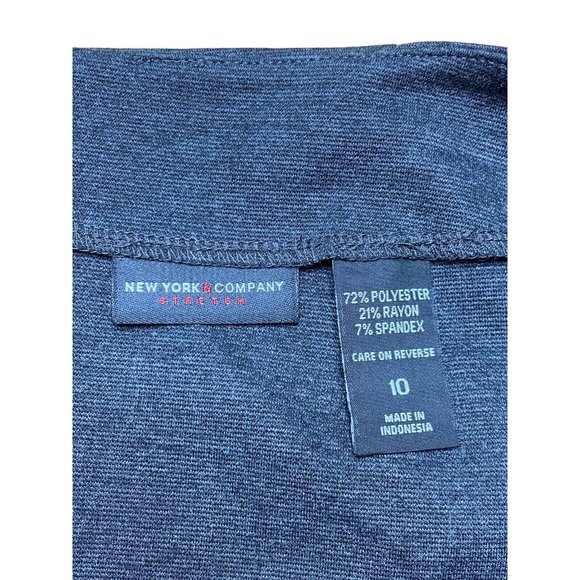 NEW YORK & COMPANY
STRETCH
72% POLYESTER
21% RAYON
7% SPANDEX
CARE ON REVERSE
10
MADE IN
INDONESIA